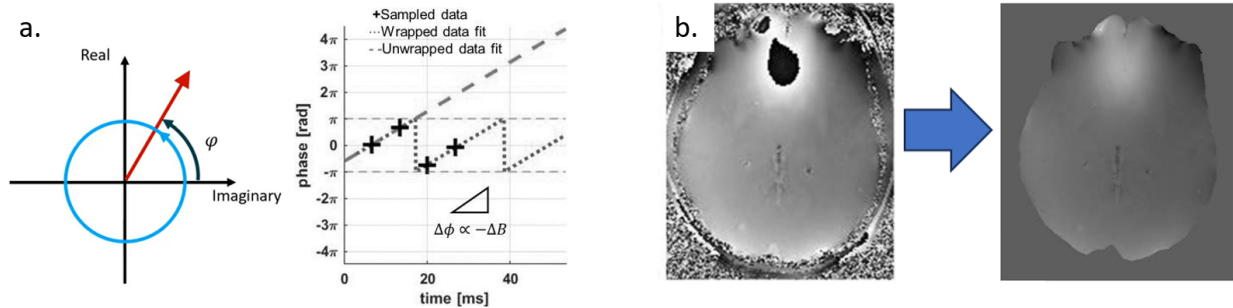 a.
Real
φ
Imaginary
+Sampled data
Wrapped data fit
Unwrapped data fit
phase [rad]
4π
3π
2π
π
0
-π
-2π
-3π
-4π
Δϕ ∝ −ΔB
0 20 40
time [ms]
b.